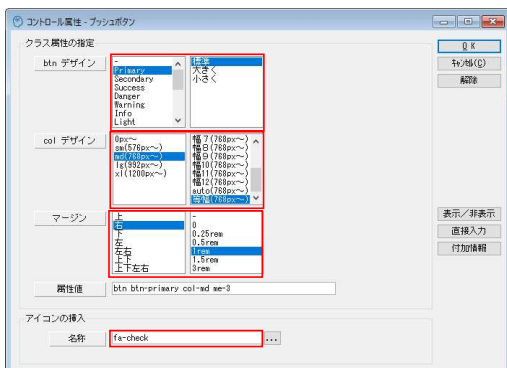 コントロール属性 - プッシュボタン
クラス属性の指定
btn デザイン
-
Primary
Secondary
Success
Danger
Warning
Info
Light
標準
大きく
小さく
col デザイン
0px～
sm(576px～)
md(768px～)
lg(992px～)
xl(1200px～)
幅7(768px～)
幅8(768px～)
幅9(768px～)
幅10(768px～)
幅11(768px～)
幅12(768px～)
auto(768px～)
等幅(768px～)
マージン
上
右
下
左
左右
上下
上下左右
-
0
0.25rem
0.5rem
1rem
1.5rem
3rem
属性値
btn btn-primary col-md me-3
アイコンの挿入
名称
fa-check
...
OK
キャンセル(C)
解除
表示／非表示
直接入力
付加情報